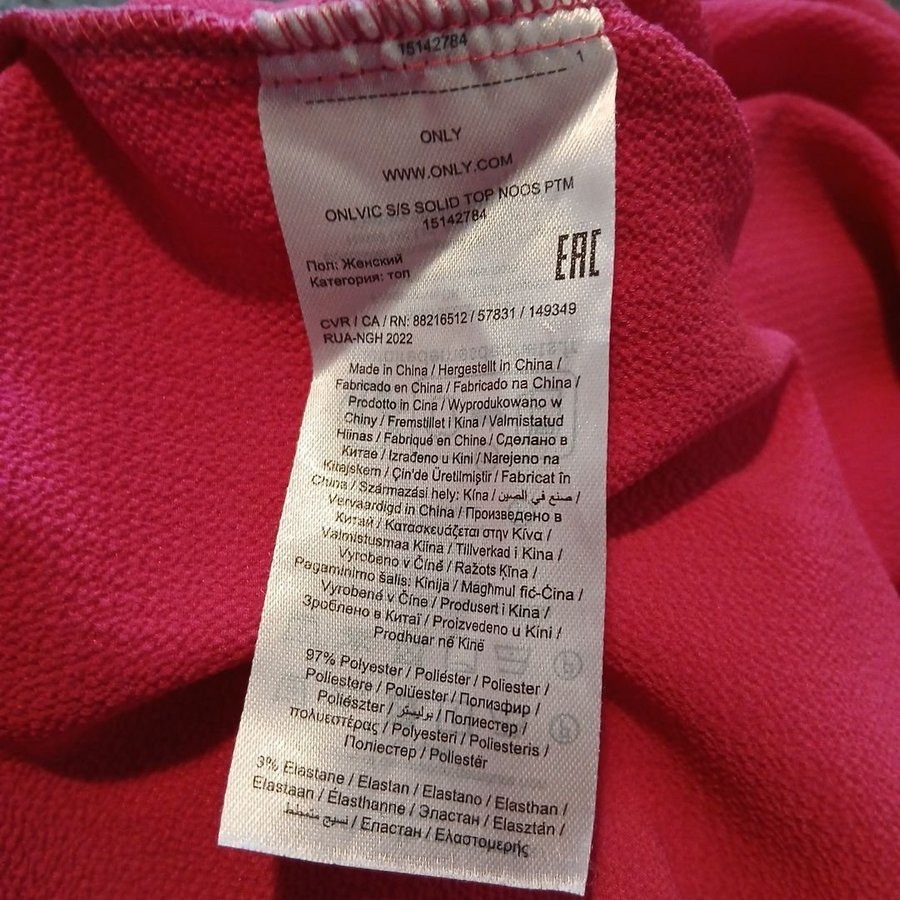 15142784
1
ONLY
WWW.ONLY.COM
ONLVIC S/S SOLID TOP NOOS PTM
15142784
EAC
Пол: Женский
Категория: топ
CVR / CA / RN: 88216512 / 57831 / 149349
RUA-NGH 2022
Made in China / Hergestellt in China /
Fabricado en China / Fabricado na China /
Prodotto in Cina / Wyprodukowano w
Chiny / Fremstillet i Kina / Valmistatud
Hiinas / Fabriqué en Chine / Сделано в
Китае / Izrađeno u Kini / Narejeno na
Kitajskem / Çin'de Üretilmiştir / Fabricat în
China / Származási hely: Kína / صنع في الصين /
Vervaardigd in China / Произведено в
Китай / Κατασκευάζεται στην Κίνα /
Valmistusmaa Kiina / Tillverkad i Kina /
Vyrobeno v Číně / Ražots Ķīna /
Pagaminimo šalis: Kinija / Magħmul fiċ-Ċina /
Vyrobené v Číne / Produsert i Kina /
Зроблено в Китаї / Proizvedeno u Kini /
Prodhuar në Kinë
97% Polyester / Poliéster / Poliester /
Poliestere / Polüester / Полиэфир /
Poliészter / بوليستر / Полиестер /
πολυεστέρας / Polyesteri / Poliesteris /
Поліестер / Poliestër
3% Elastane / Elastan / Elastano / Elasthan /
Elastaan / Élasthanne / Эластан / Elasztán /
نسيج متمطط / Еластан / Ελαστομερής